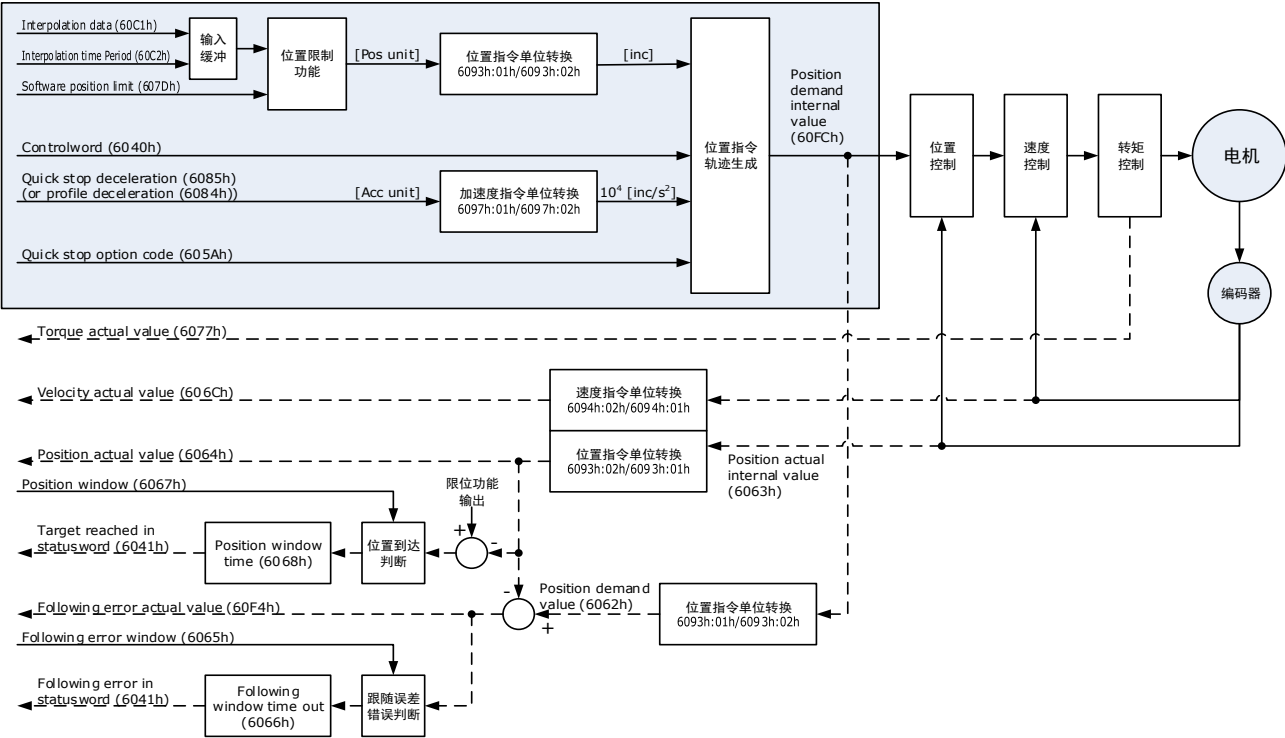 Interpolation data (60C1h)
Interpolation time Period (60C2h)
Software position limit (607Dh)
输入
缓冲
位置限制
功能
[Pos unit]
位置指令单位转换
6093h:01h/6093h:02h
[inc]
Controlword (6040h)
Quick stop deceleration (6085h)
(or profile deceleration (6084h))
[Acc unit]
加速度指令单位转换
6097h:01h/6097h:02h
10⁴ [inc/s²]
Quick stop option code (605Ah)
位置指令
轨迹生成
Position
demand
internal
value
(60FCh)
位置
控制
速度
控制
转矩
控制
电机
编码器
Torque actual value (6077h)
Velocity actual value (606Ch)
速度指令单位转换
6094h:02h/6094h:01h
Position actual value (6064h)
位置指令单位转换
6093h:02h/6093h:01h
Position actual
internal value
(6063h)
Position window (6067h)
限位功能
输出
+
-
Target reached in
statusword (6041h)
Position window
time (6068h)
位置到达
判断
-
+
Position demand
value (6062h)
位置指令单位转换
6093h:01h/6093h:02h
Following error actual value (60F4h)
Following error window (6065h)
Following error in
statusword (6041h)
Following
window time out
(6066h)
跟随误差
错误判断